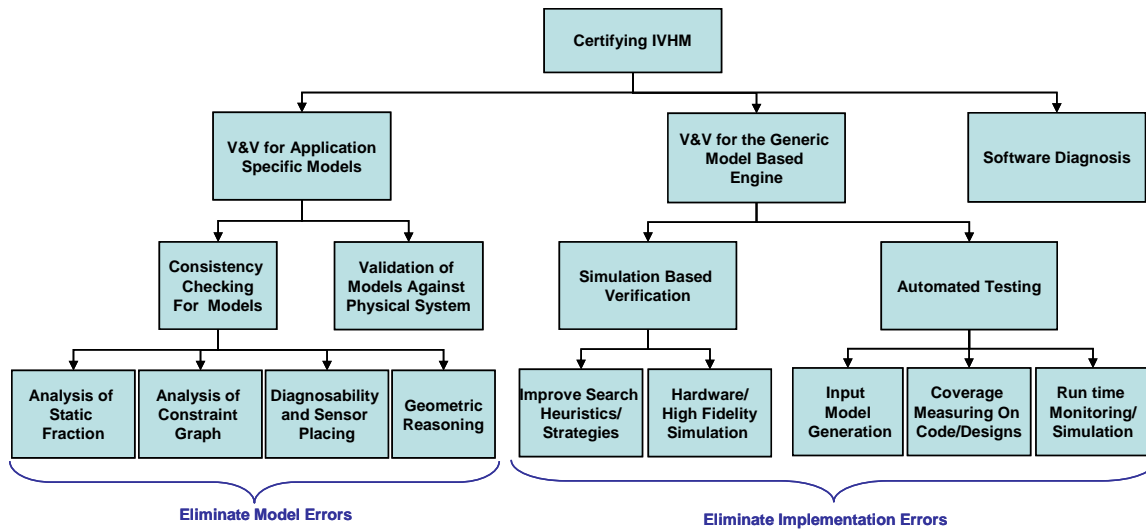 Certifying IVHM
V&V for Application
Specific Models
V&V for the Generic
Model Based
Engine
Software Diagnosis
Consistency
Checking
For Models
Validation of
Models Against
Physical System
Simulation Based
Verification
Automated Testing
Analysis of
Static
Fraction
Analysis of
Constraint
Graph
Diagnosability
and Sensor
Placing
Geometric
Reasoning
Improve Search
Heuristics/
Strategies
Hardware/
High Fidelity
Simulation
Input
Model
Generation
Coverage
Measuring On
Code/Designs
Run time
Monitoring/
Simulation
Eliminate Model Errors
Eliminate Implementation Errors